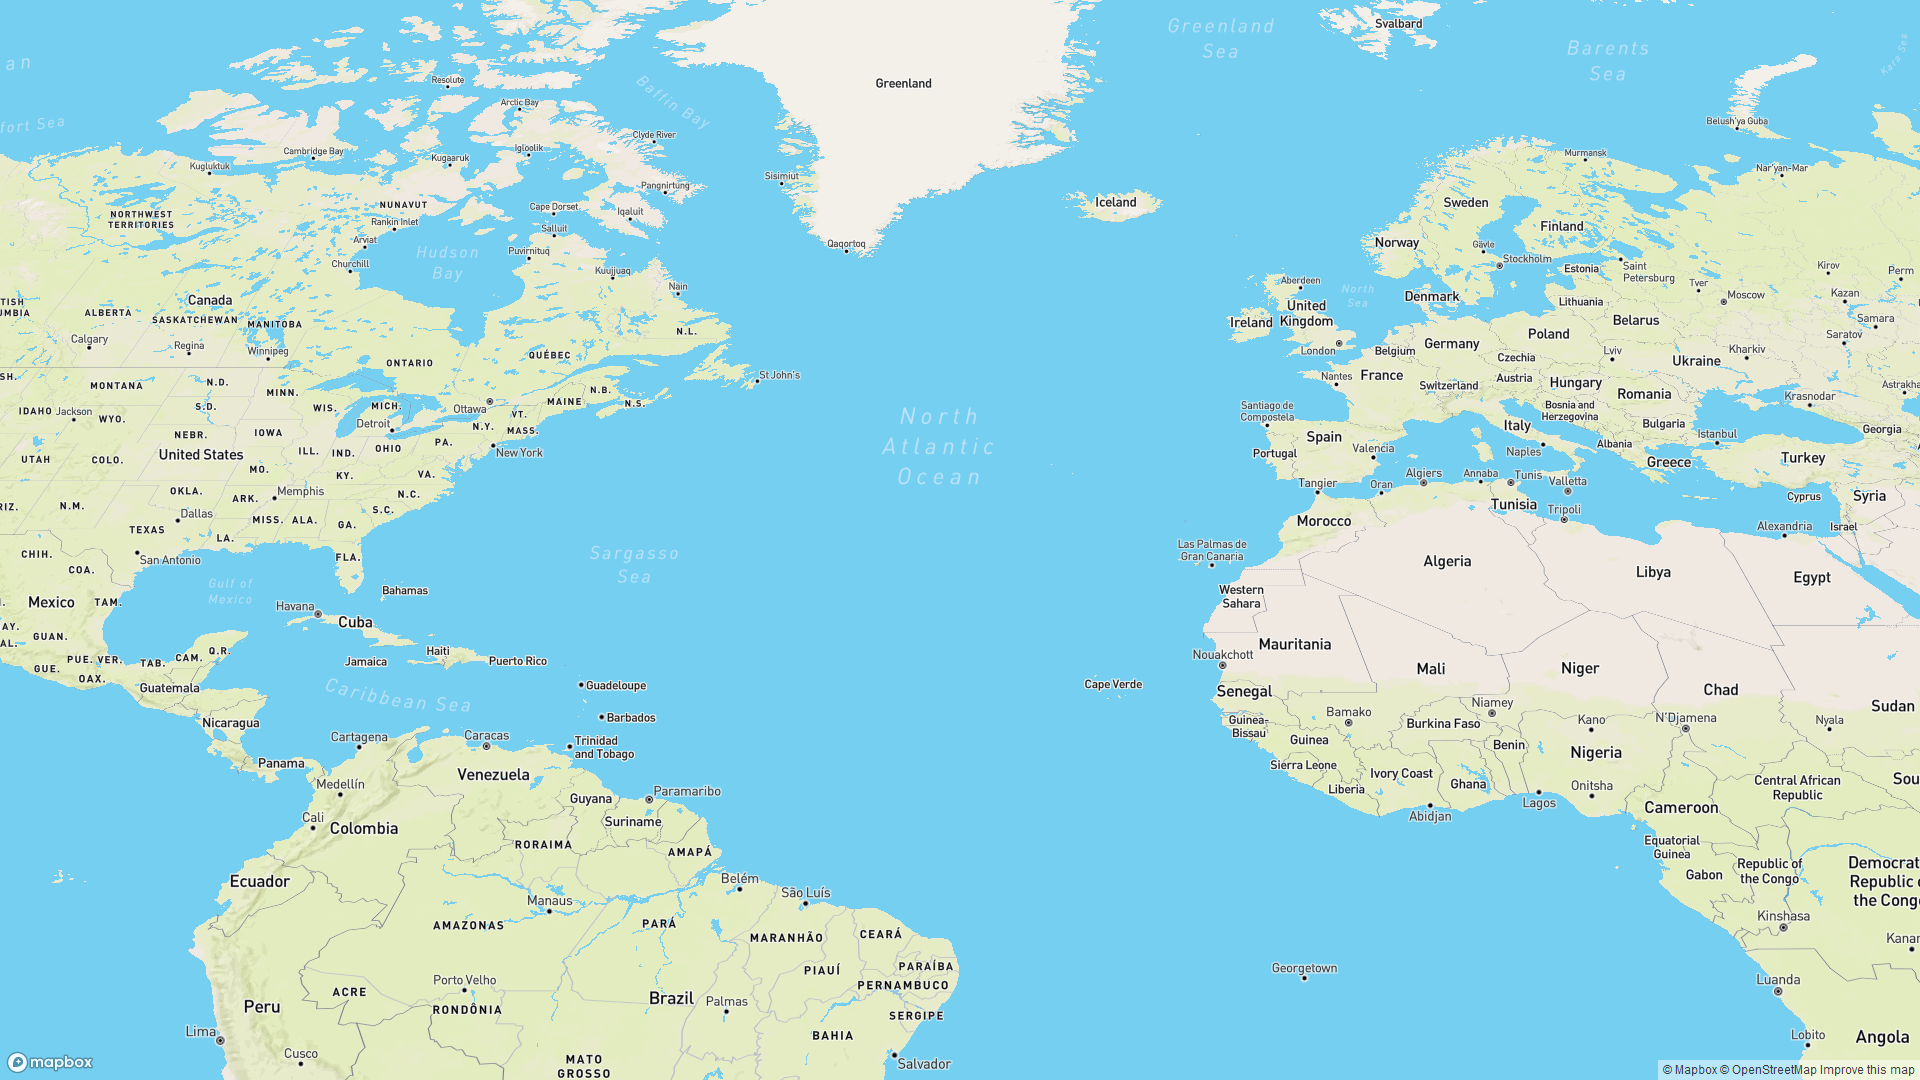 Svalbard
Greenland
Sea
Barents
Sea
Kara Sea
an
Resolute
Baffin Bay
Greenland
Arctic Bay
fort Sea
Clyde River
Belush'ya Guba
Cambridge Bay
Igloolik
Kugaaruk
Kugluktuk
Murmansk
Nar'yan-Mar
Sisimiut
Pangnirtung
NUNAVUT
Cape Dorset
Iqaluit
Iceland
Sweden
NORTHWEST
TERRITORIES
Rankin Inlet
Salluit
Finland
Arviat
Qaqortoq
Norway
Gävle
Hudson
Bay
Puvirnituq
Churchill
Stockholm
Estonia
Saint
Petersburg
Kirov
Perm
Kuujjuaq
Nain
Aberdeen
North
Sea
Tver
Moscow
Kazan
Canada
TISH
UMBIA
ALBERTA
SASKATCHEWAN
MANITOBA
United
Kingdom
Denmark
Lithuania
Ireland
Belarus
Samara
N.L.
Calgary
Regina
Winnipeg
ONTARIO
QUÉBEC
London
Belgium
Germany
Poland
Czechia
Lviv
Kharkiv
Saratov
Ukraine
SH.
MONTANA
N.D.
MINN.
N.B.
St John's
Nantes
France
Switzerland
Austria
Hungary
Romania
Astrakha
IDAHO
Jackson
WYO.
S.D.
WIS.
MICH.
Ottawa
VT.
MAINE
N.S.
Santiago de
Compostela
Bosnia and
Herzegovina
Krasnodar
Detroit
N.Y.
MASS.
North
Atlantic
Ocean
Spain
Italy
Bulgaria
Georgia
NEBR.
IOWA
ILL.
IND.
OHIO
PA.
New York
Portugal
Valencia
Naples
Albania
Istanbul
UTAH
COLO.
United States
MO.
KY.
VA.
Greece
Turkey
A
Tangier
Oran
Algiers
Annaba
Tunis
Valletta
OKLA.
ARK.
Memphis
N.C.
Cyprus
Syria
RIZ.
N.M.
Dallas
TEXAS
MISS.
ALA.
GA.
S.C.
Morocco
Tunisia
Tripoli
Alexandria
Israel
LA.
FLA.
CHIH.
COA.
San Antonio
Sargasso
Sea
Las Palmas de
Gran Canaria
Algeria
Libya
Egypt
Gulf of
Mexico
Bahamas
Western
Sahara
Mexico
TAM.
Havana
Cuba
AY.
GUAN.
AL.
Haiti
Mauritania
PUE.
VER.
TAB.
CAM.
Q.R.
Jamaica
Puerto Rico
Nouakchott
Mali
Niger
GUE.
OAX.
Guatemala
Caribbean Sea
Guadeloupe
Cape Verde
Senegal
Chad
Nicaragua
Barbados
Guinea-
Bissau
Bamako
Burkina Faso
Niamey
Kano
N'Djamena
Nyala
Sudan
Cartagena
Caracas
Trinidad
and Tobago
Guinea
Benin
Nigeria
Panama
Venezuela
Sierra Leone
Ivory Coast
Ghana
Onitsha
Central African
Republic
Sou
Medellín
Guyana
Paramaribo
Liberia
Abidjan
Lagos
Cameroon
Cali
Colombia
Suriname
RORAIMA
AMAPÁ
Equatorial
Guinea
Gabon
Republic of
the Congo
Democrat
Republic o
the Congo
Ecuador
Belém
São Luís
Manaus
AMAZONAS
PARÁ
MARANHÃO
CEARÁ
Kinshasa
Kanan
PIAUÍ
PARAÍBA
PERNAMBUCO
Georgetown
Luanda
Porto Velho
ACRE
RONDÔNIA
Brazil
Palmas
SERGIPE
Peru
Lima
BAHIA
Lobito
Angola
Cusco
MATO
GROSSO
Salvador
mapbox
© Mapbox © OpenStreetMap Improve this map